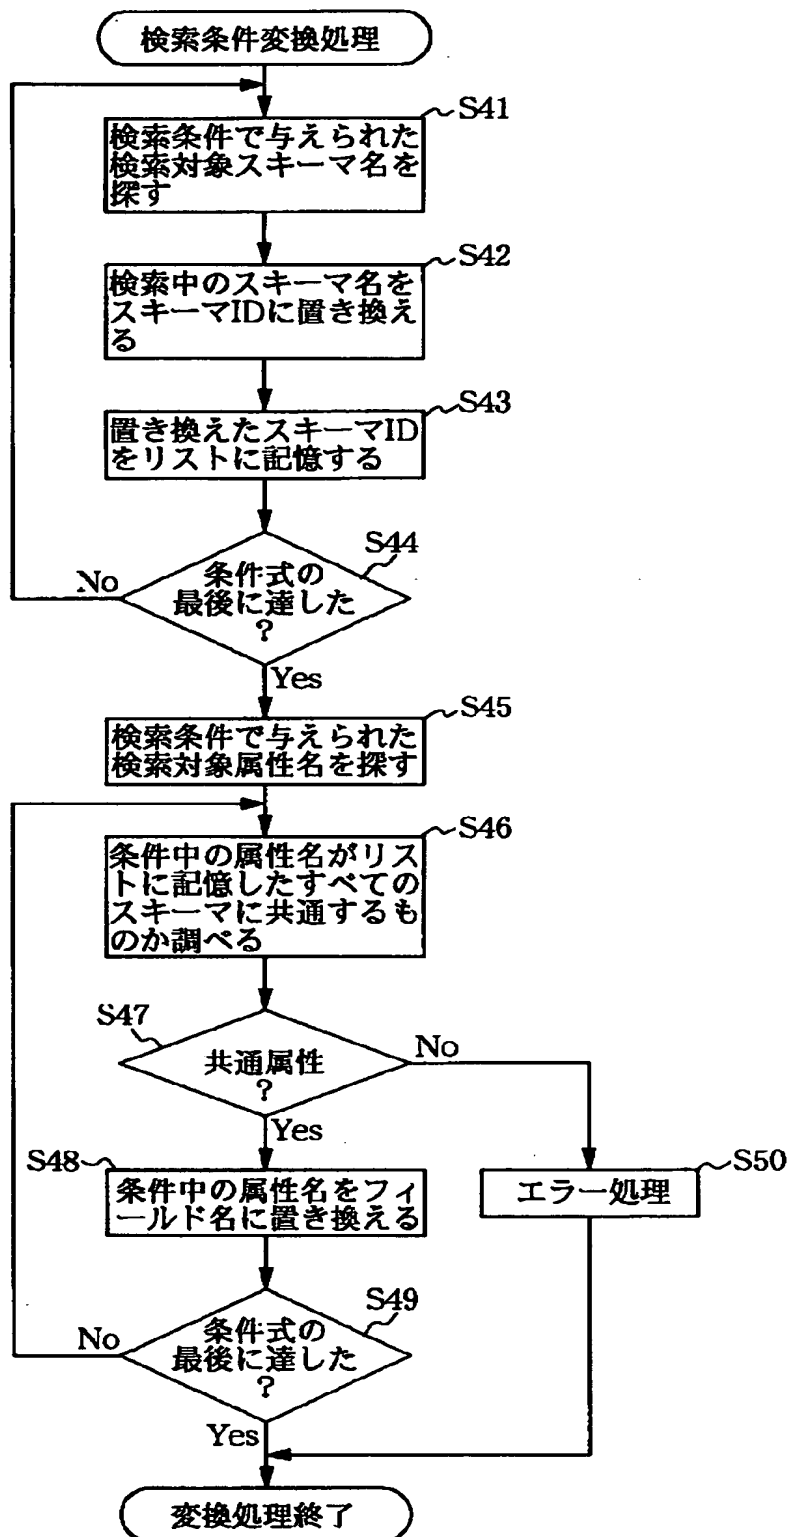 検索条件変換処理
S41
検索条件で与えられた
検索対象スキーマ名を
探す
S42
検索中のスキーマ名を
スキーマIDに置き換え
る
S43
置き換えたスキーマID
をリストに記憶する
S44
条件式の
最後に達した
?
No
Yes
S45
検索条件で与えられた
検索対象属性名を探す
S46
条件中の属性名がリス
トに記憶したすべての
スキーマに共通するも
のか調べる
S47
共通属性
?
No
Yes
S48
条件中の属性名をフィ
ールド名に置き換える
S50
エラー処理
S49
条件式の
最後に達した
?
No
Yes
変換処理終了